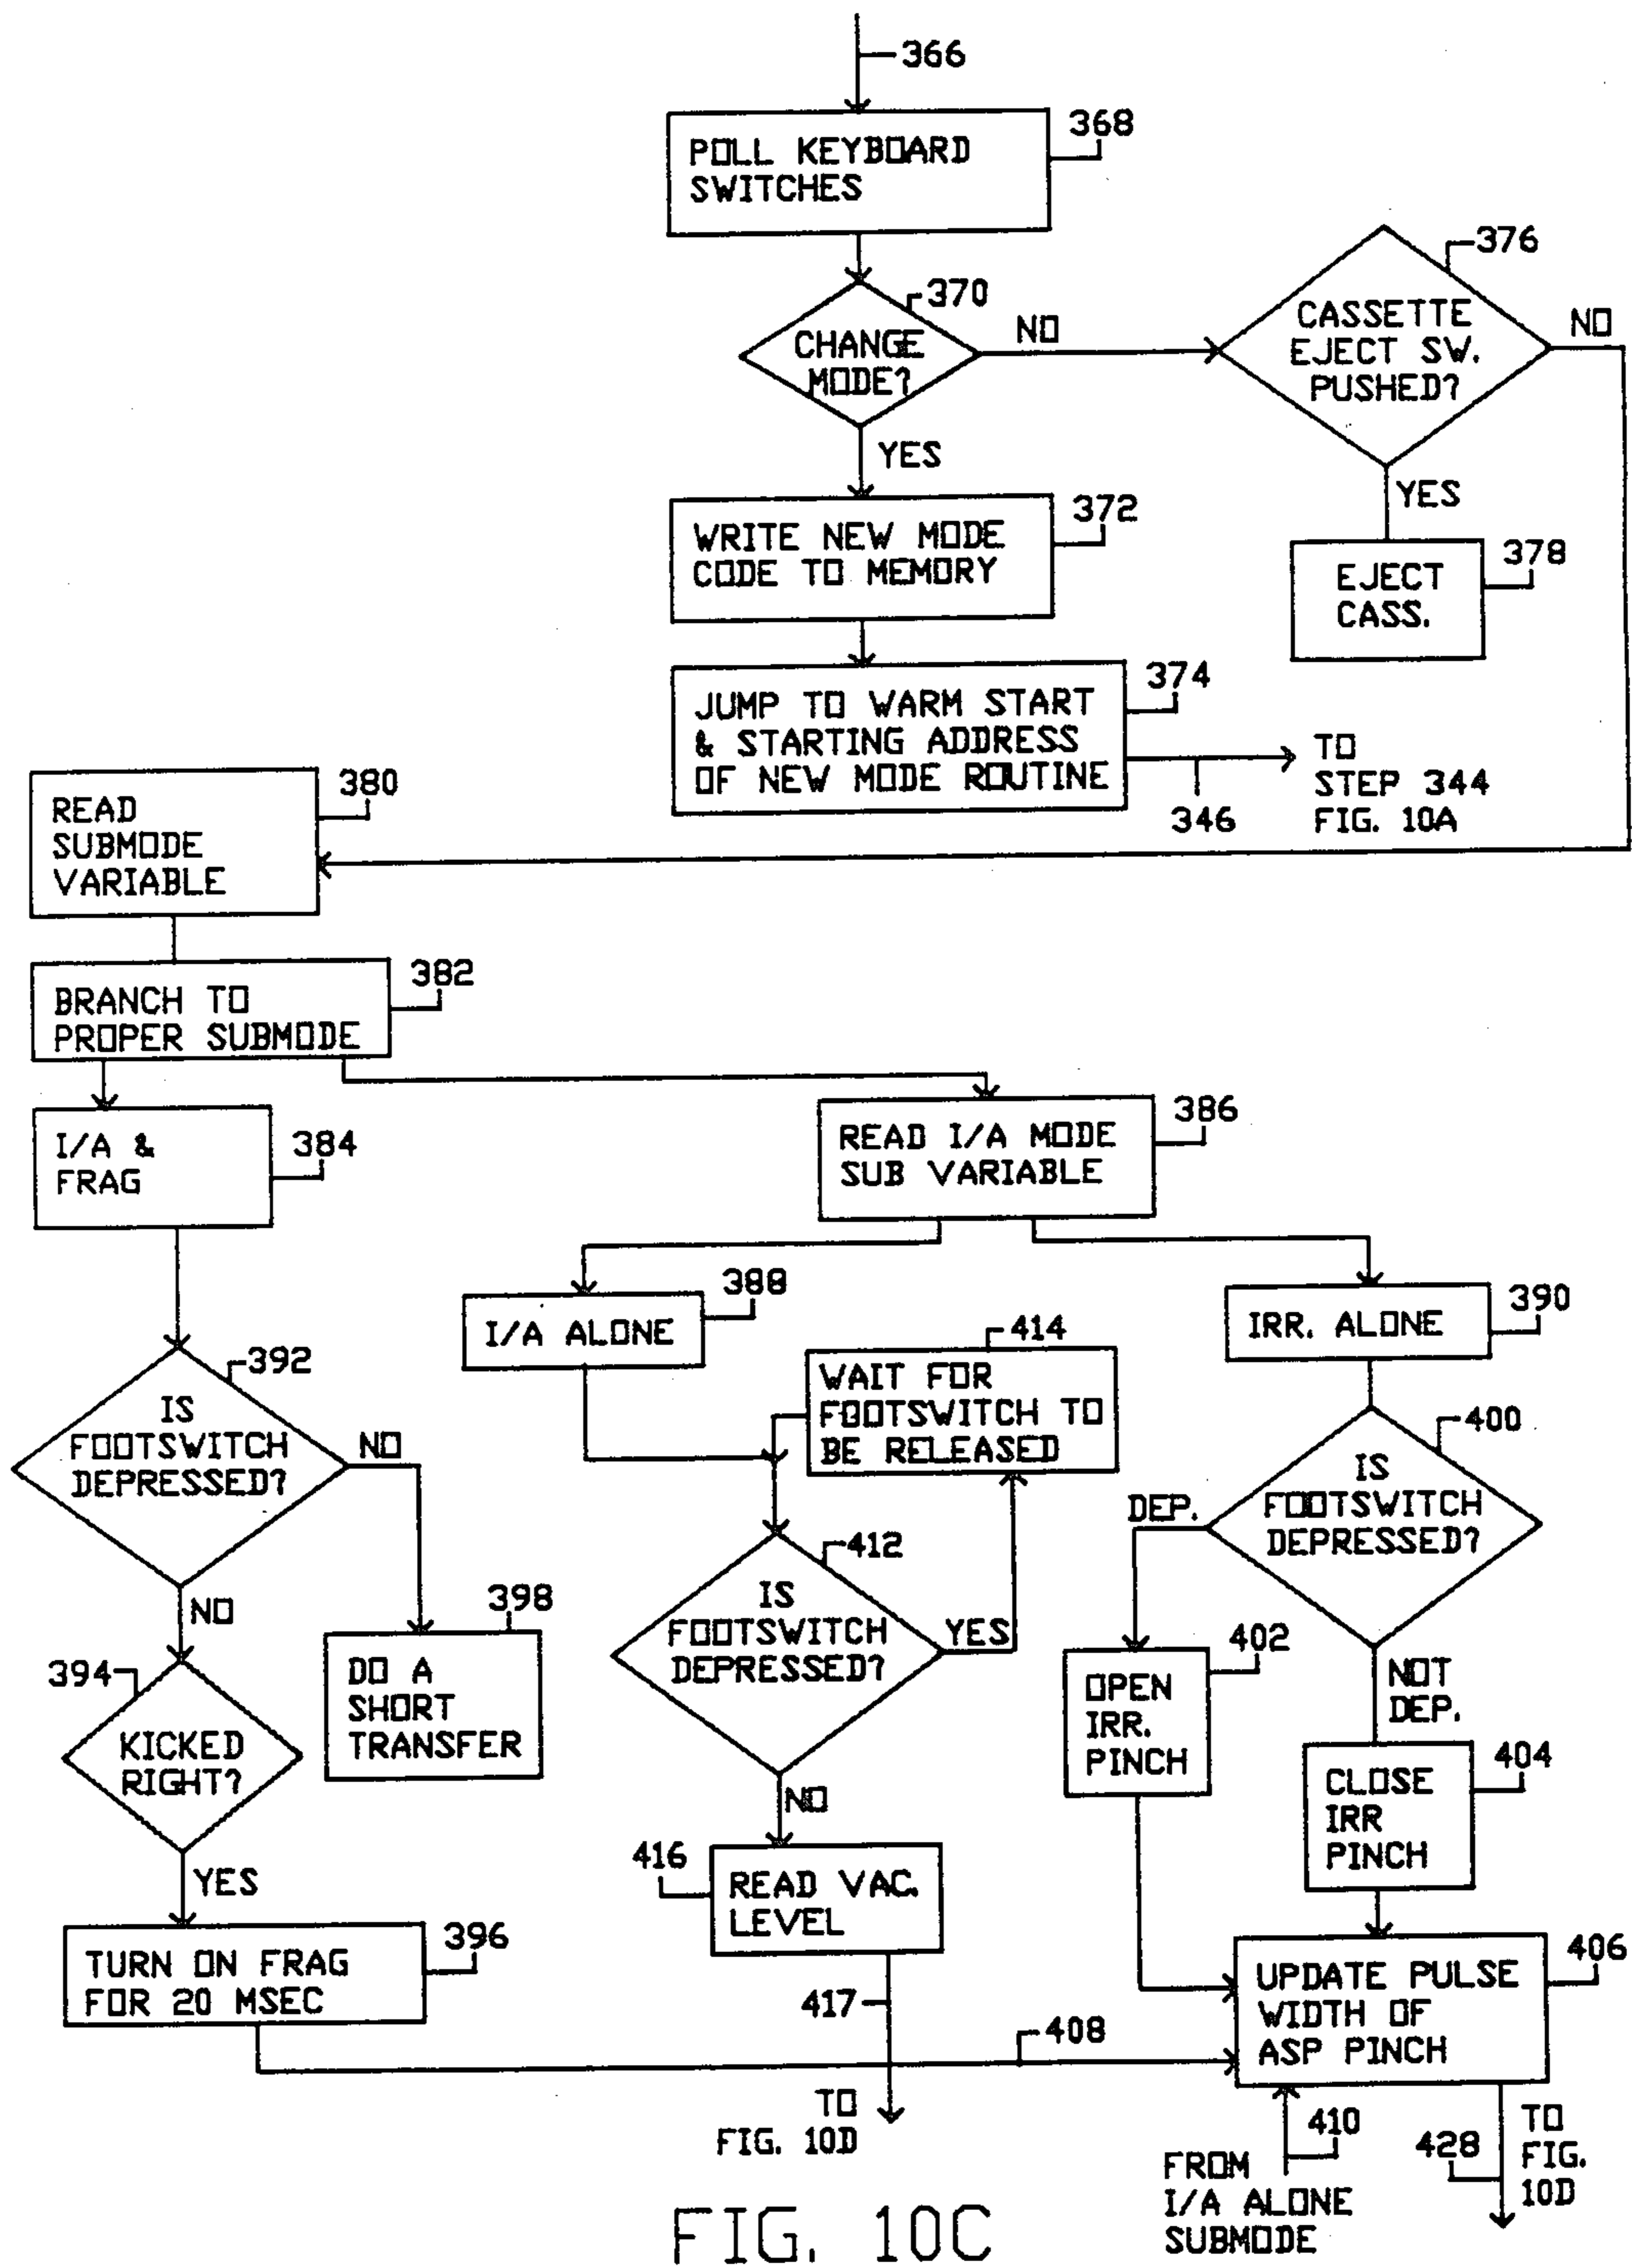 366
POLL KEYBOARD
SWITCHES
368
370
CHANGE
MODE?
NO
YES
376
CASSETTE
EJECT SW.
PUSHED?
NO
YES
WRITE NEW MODE
CODE TO MEMORY
372
EJECT
CASS.
378
JUMP TO WARM START
& STARTING ADDRESS
OF NEW MODE ROUTINE
374
346
TO
STEP 344
FIG. 10A
READ
SUBMODE
VARIABLE
380
BRANCH TO
PROPER SUBMODE
382
I/A &
FRAG
384
READ I/A MODE
SUB VARIABLE
386
I/A ALONE
388
IRR. ALONE
390
392
IS
FOOTSWITCH
DEPRESSED?
NO
NO
414
WAIT FOR
FOOTSWITCH TO
BE RELEASED
400
IS
FOOTSWITCH
DEPRESSED?
DEP.
NOT
DEP.
412
IS
FOOTSWITCH
DEPRESSED?
YES
NO
398
DO A
SHORT
TRANSFER
394
KICKED
RIGHT?
YES
402
OPEN
IRR.
PINCH
404
CLOSE
IRR
PINCH
416
READ VAC.
LEVEL
417
TURN ON FRAG
FOR 20 MSEC
396
UPDATE PULSE
WIDTH OF
ASP PINCH
406
408
TO
FIG. 10D
410
FROM
I/A ALONE
SUBMODE
428
TO
FIG.
10D
FIG. 10C